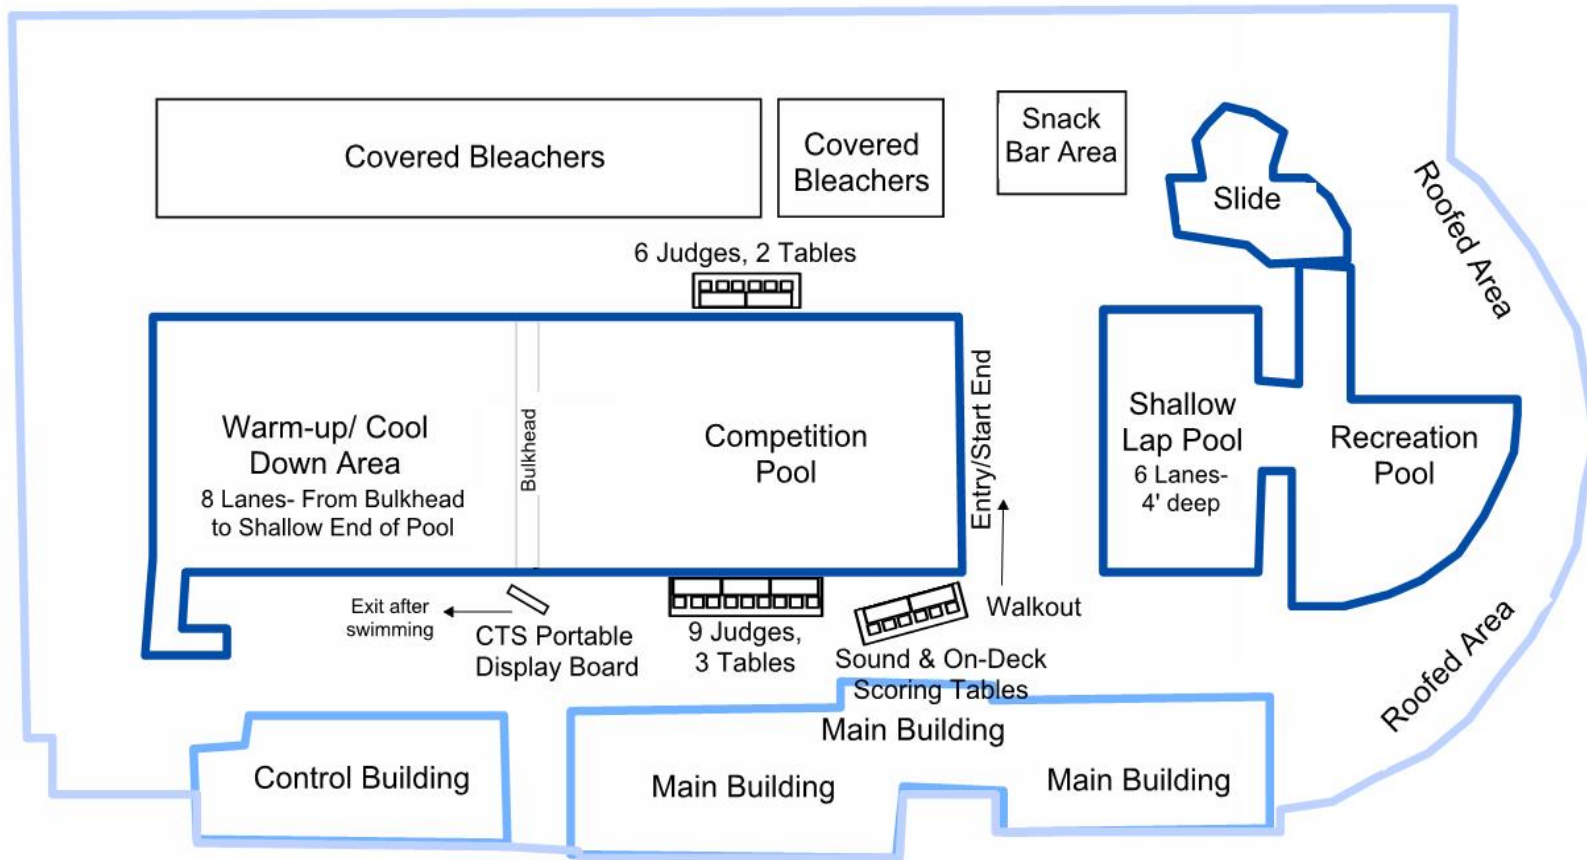 Covered Bleachers
Covered
Bleachers
Snack
Bar Area
Slide
Roofed Area
6 Judges, 2 Tables
Warm-up/ Cool
Down Area
8 Lanes- From Bulkhead
to Shallow End of Pool
Bulkhead
Competition
Pool
Entry/Start End
Shallow
Lap Pool
6 Lanes-
4' deep
Recreation
Pool
Exit after
swimming
CTS Portable
Display Board
9 Judges,
3 Tables
Walkout
Sound & On-Deck
Scoring Tables
Roofed Area
Main Building
Control Building
Main Building
Main Building